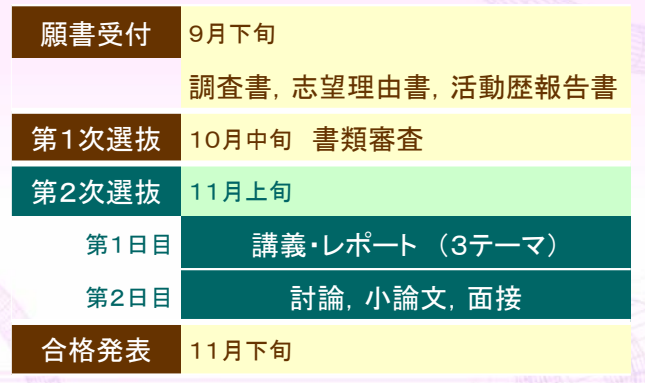 願書受付 9月下旬
調査書，志望理由書，活動歴報告書
第1次選抜 10月中旬 書類審査
第2次選抜 11月上旬
第1日目 講義・レポート （3テーマ）
第2日目 討論，小論文，面接
合格発表 11月下旬